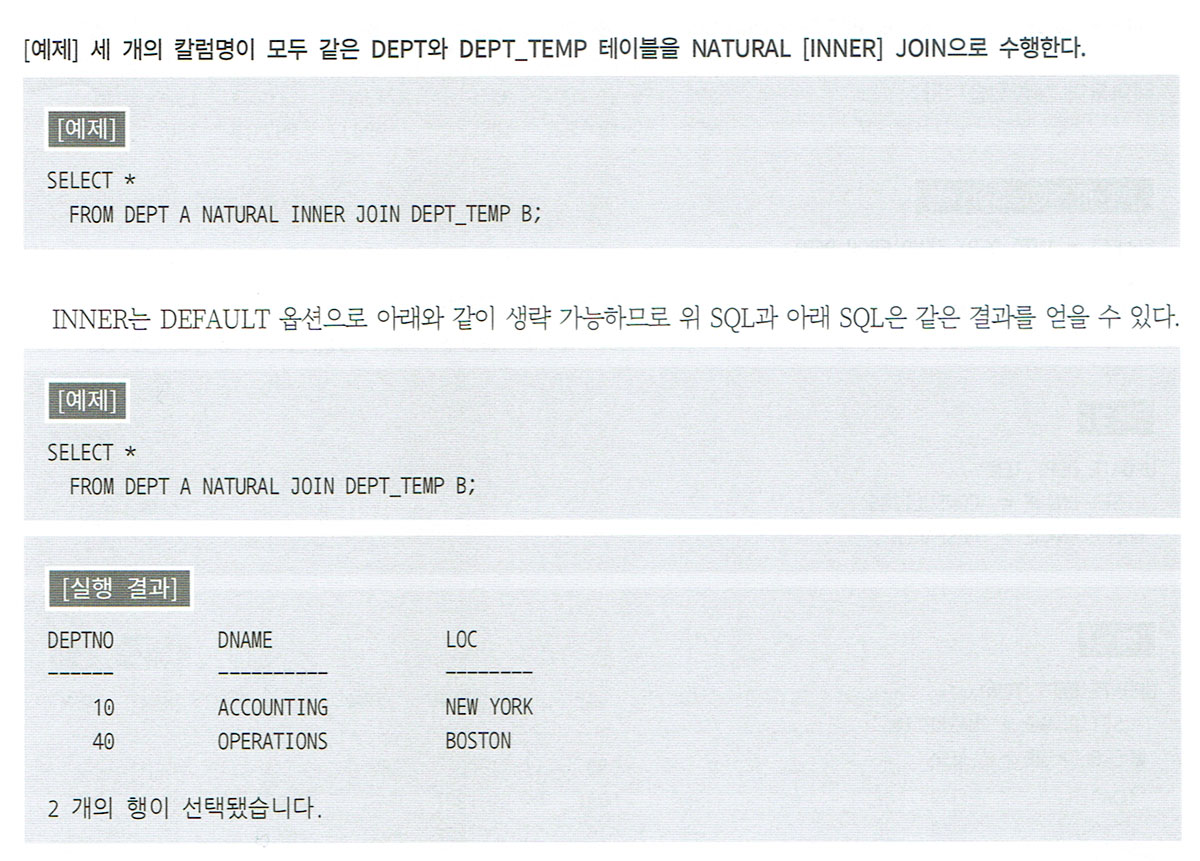 [예제] 세 개의 칼럼명이 모두 같은 DEPT와 DEPT_TEMP 테이블을 NATURAL [INNER] JOIN으로 수행한다.
[예제]
SELECT *
FROM DEPT A NATURAL INNER JOIN DEPT_TEMP B;
INNER는 DEFAULT 옵션으로 아래와 같이 생략 가능하므로 위 SQL과 아래 SQL은 같은 결과를 얻을 수 있다.
[예제]
SELECT *
FROM DEPT A NATURAL JOIN DEPT_TEMP B;
[실행 결과]
DEPTNO DNAME LOC
------ ---------- --------
10 ACCOUNTING NEW YORK
40 OPERATIONS BOSTON
2 개의 행이 선택됐습니다.